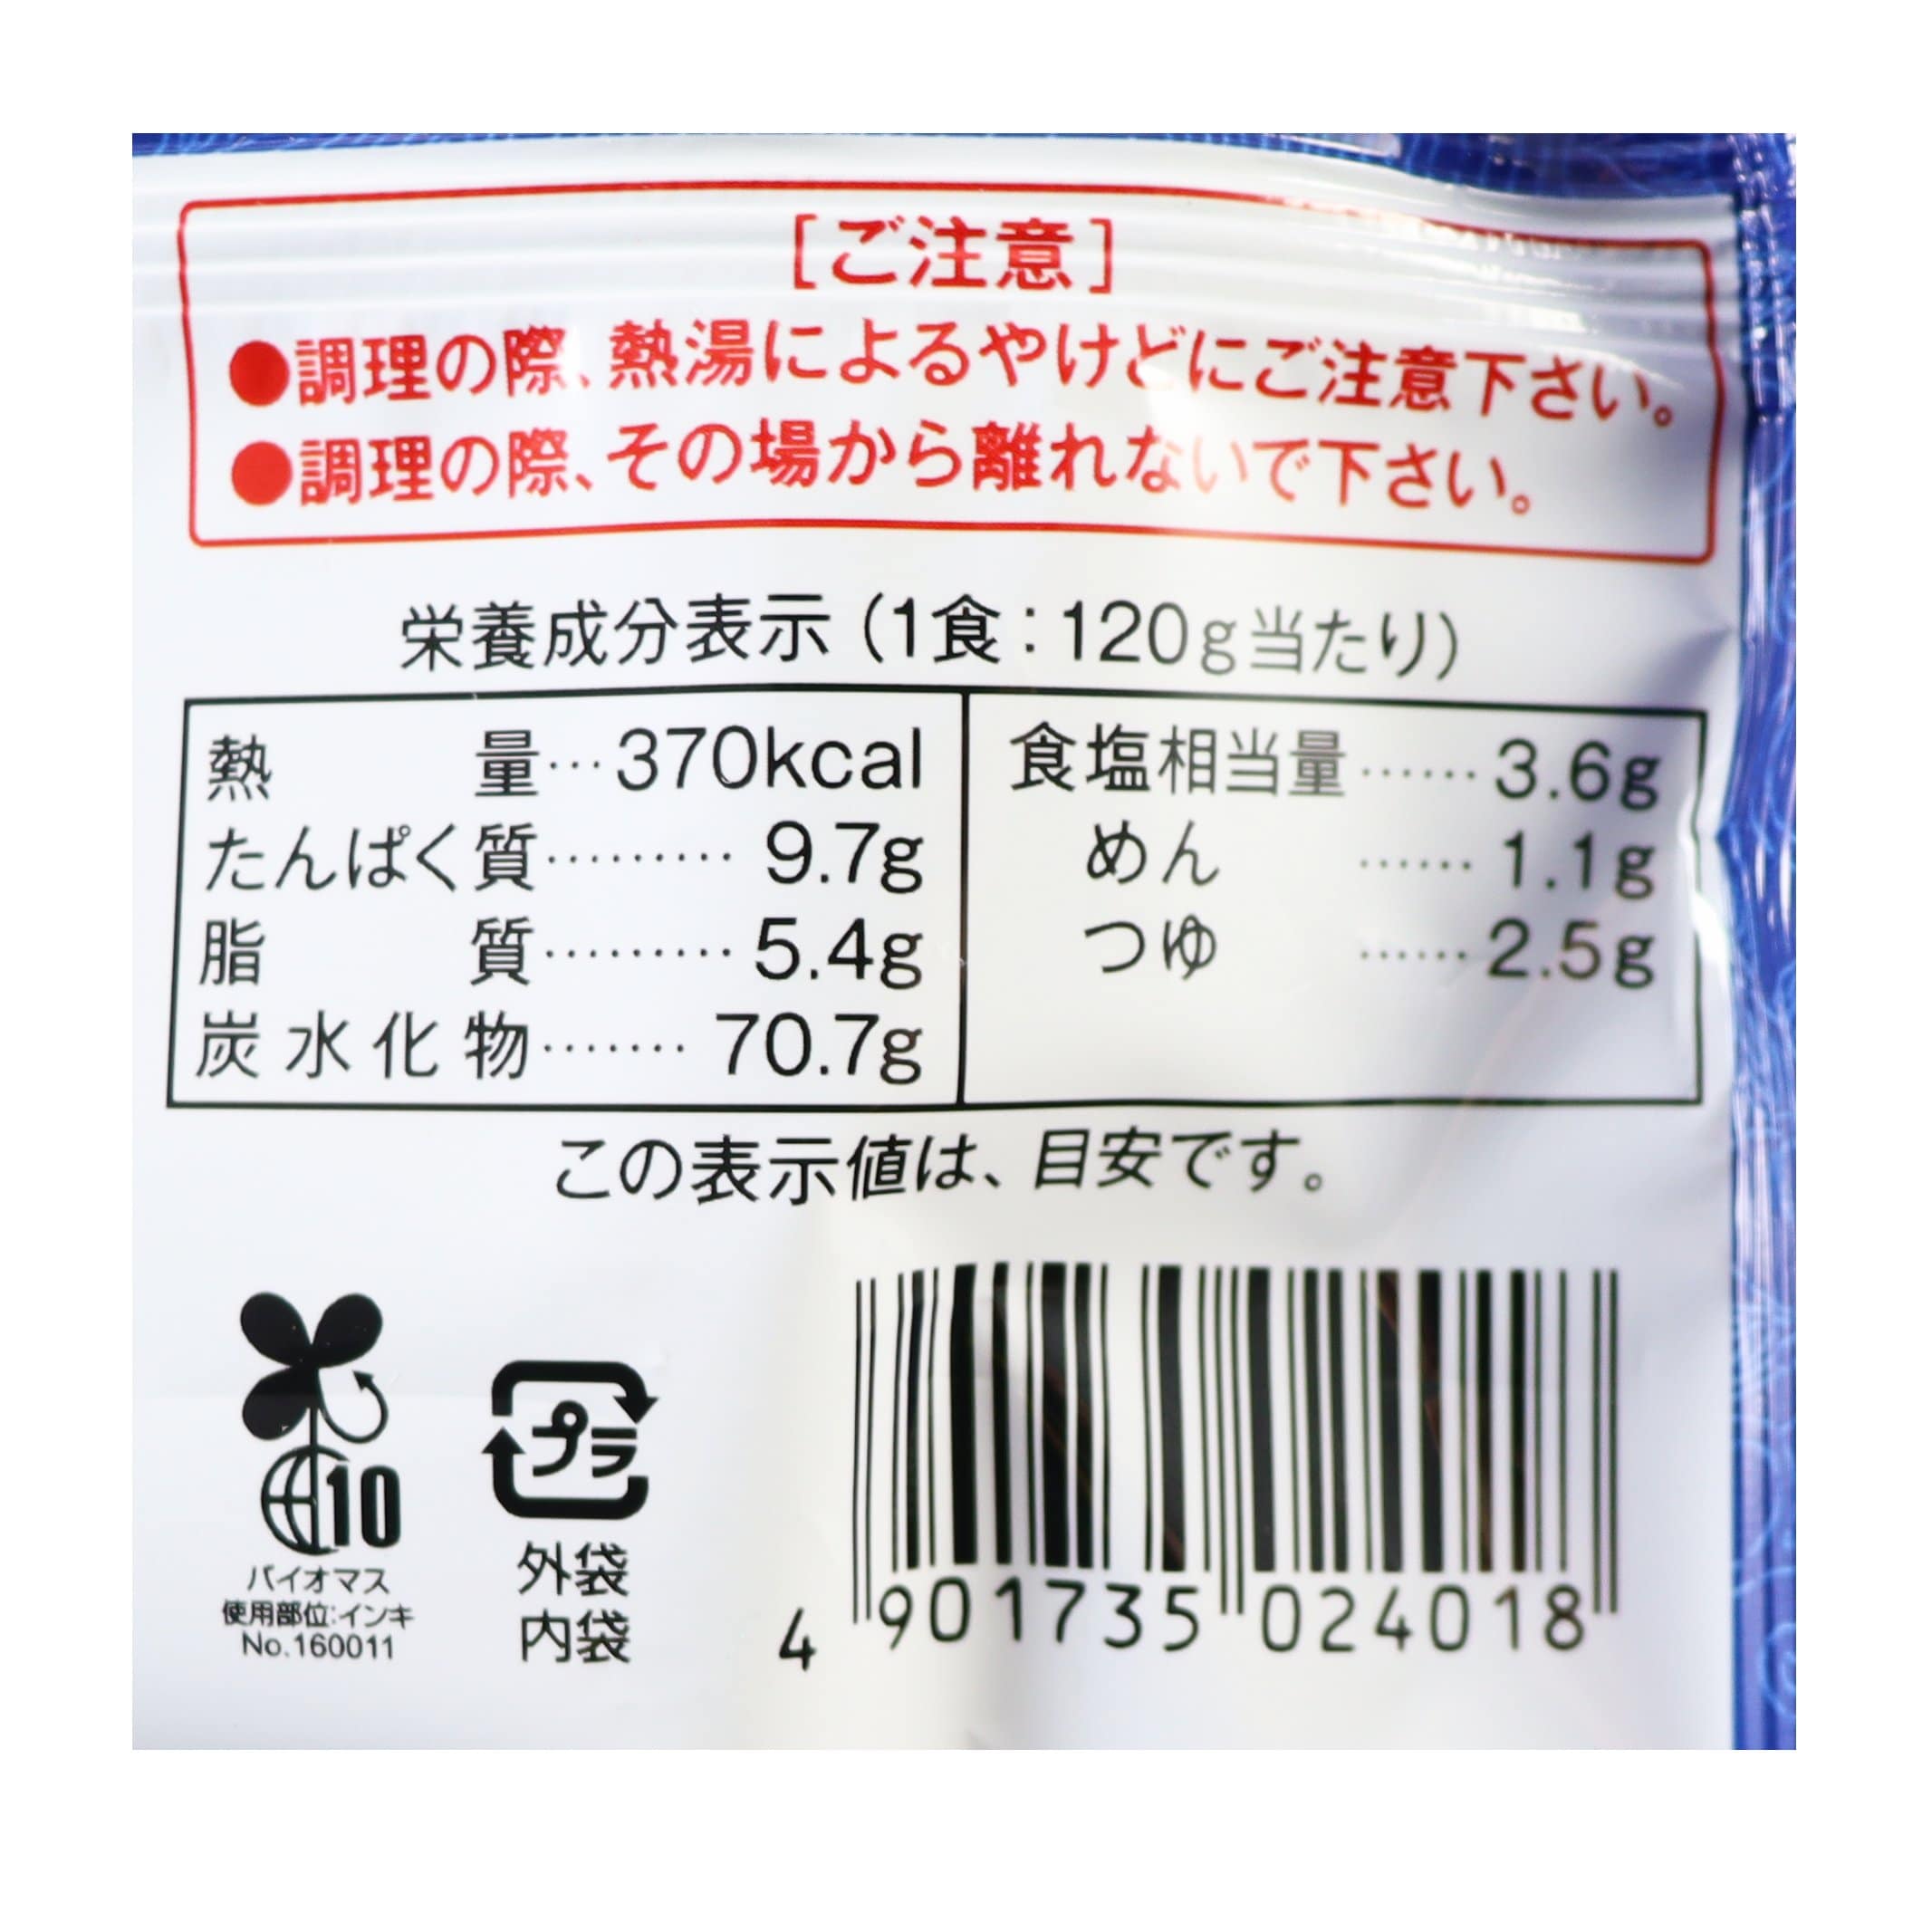 [ご注意]
●調理の際、熱湯によるやけどにご注意下さい。
●調理の際、その場から離れないで下さい。
栄養成分表示(1食:120g当たり)
熱量…370kcal
たんぱく質………9.7g
脂質………5.4g
炭水化物……70.7g
食塩相当量……3.6g
めん……1.1g
つゆ……2.5g
この表示値は、目安です。
10
バイオマス
使用部位:インキ
No.160011
プラ
外袋
内袋
4 901735 024018